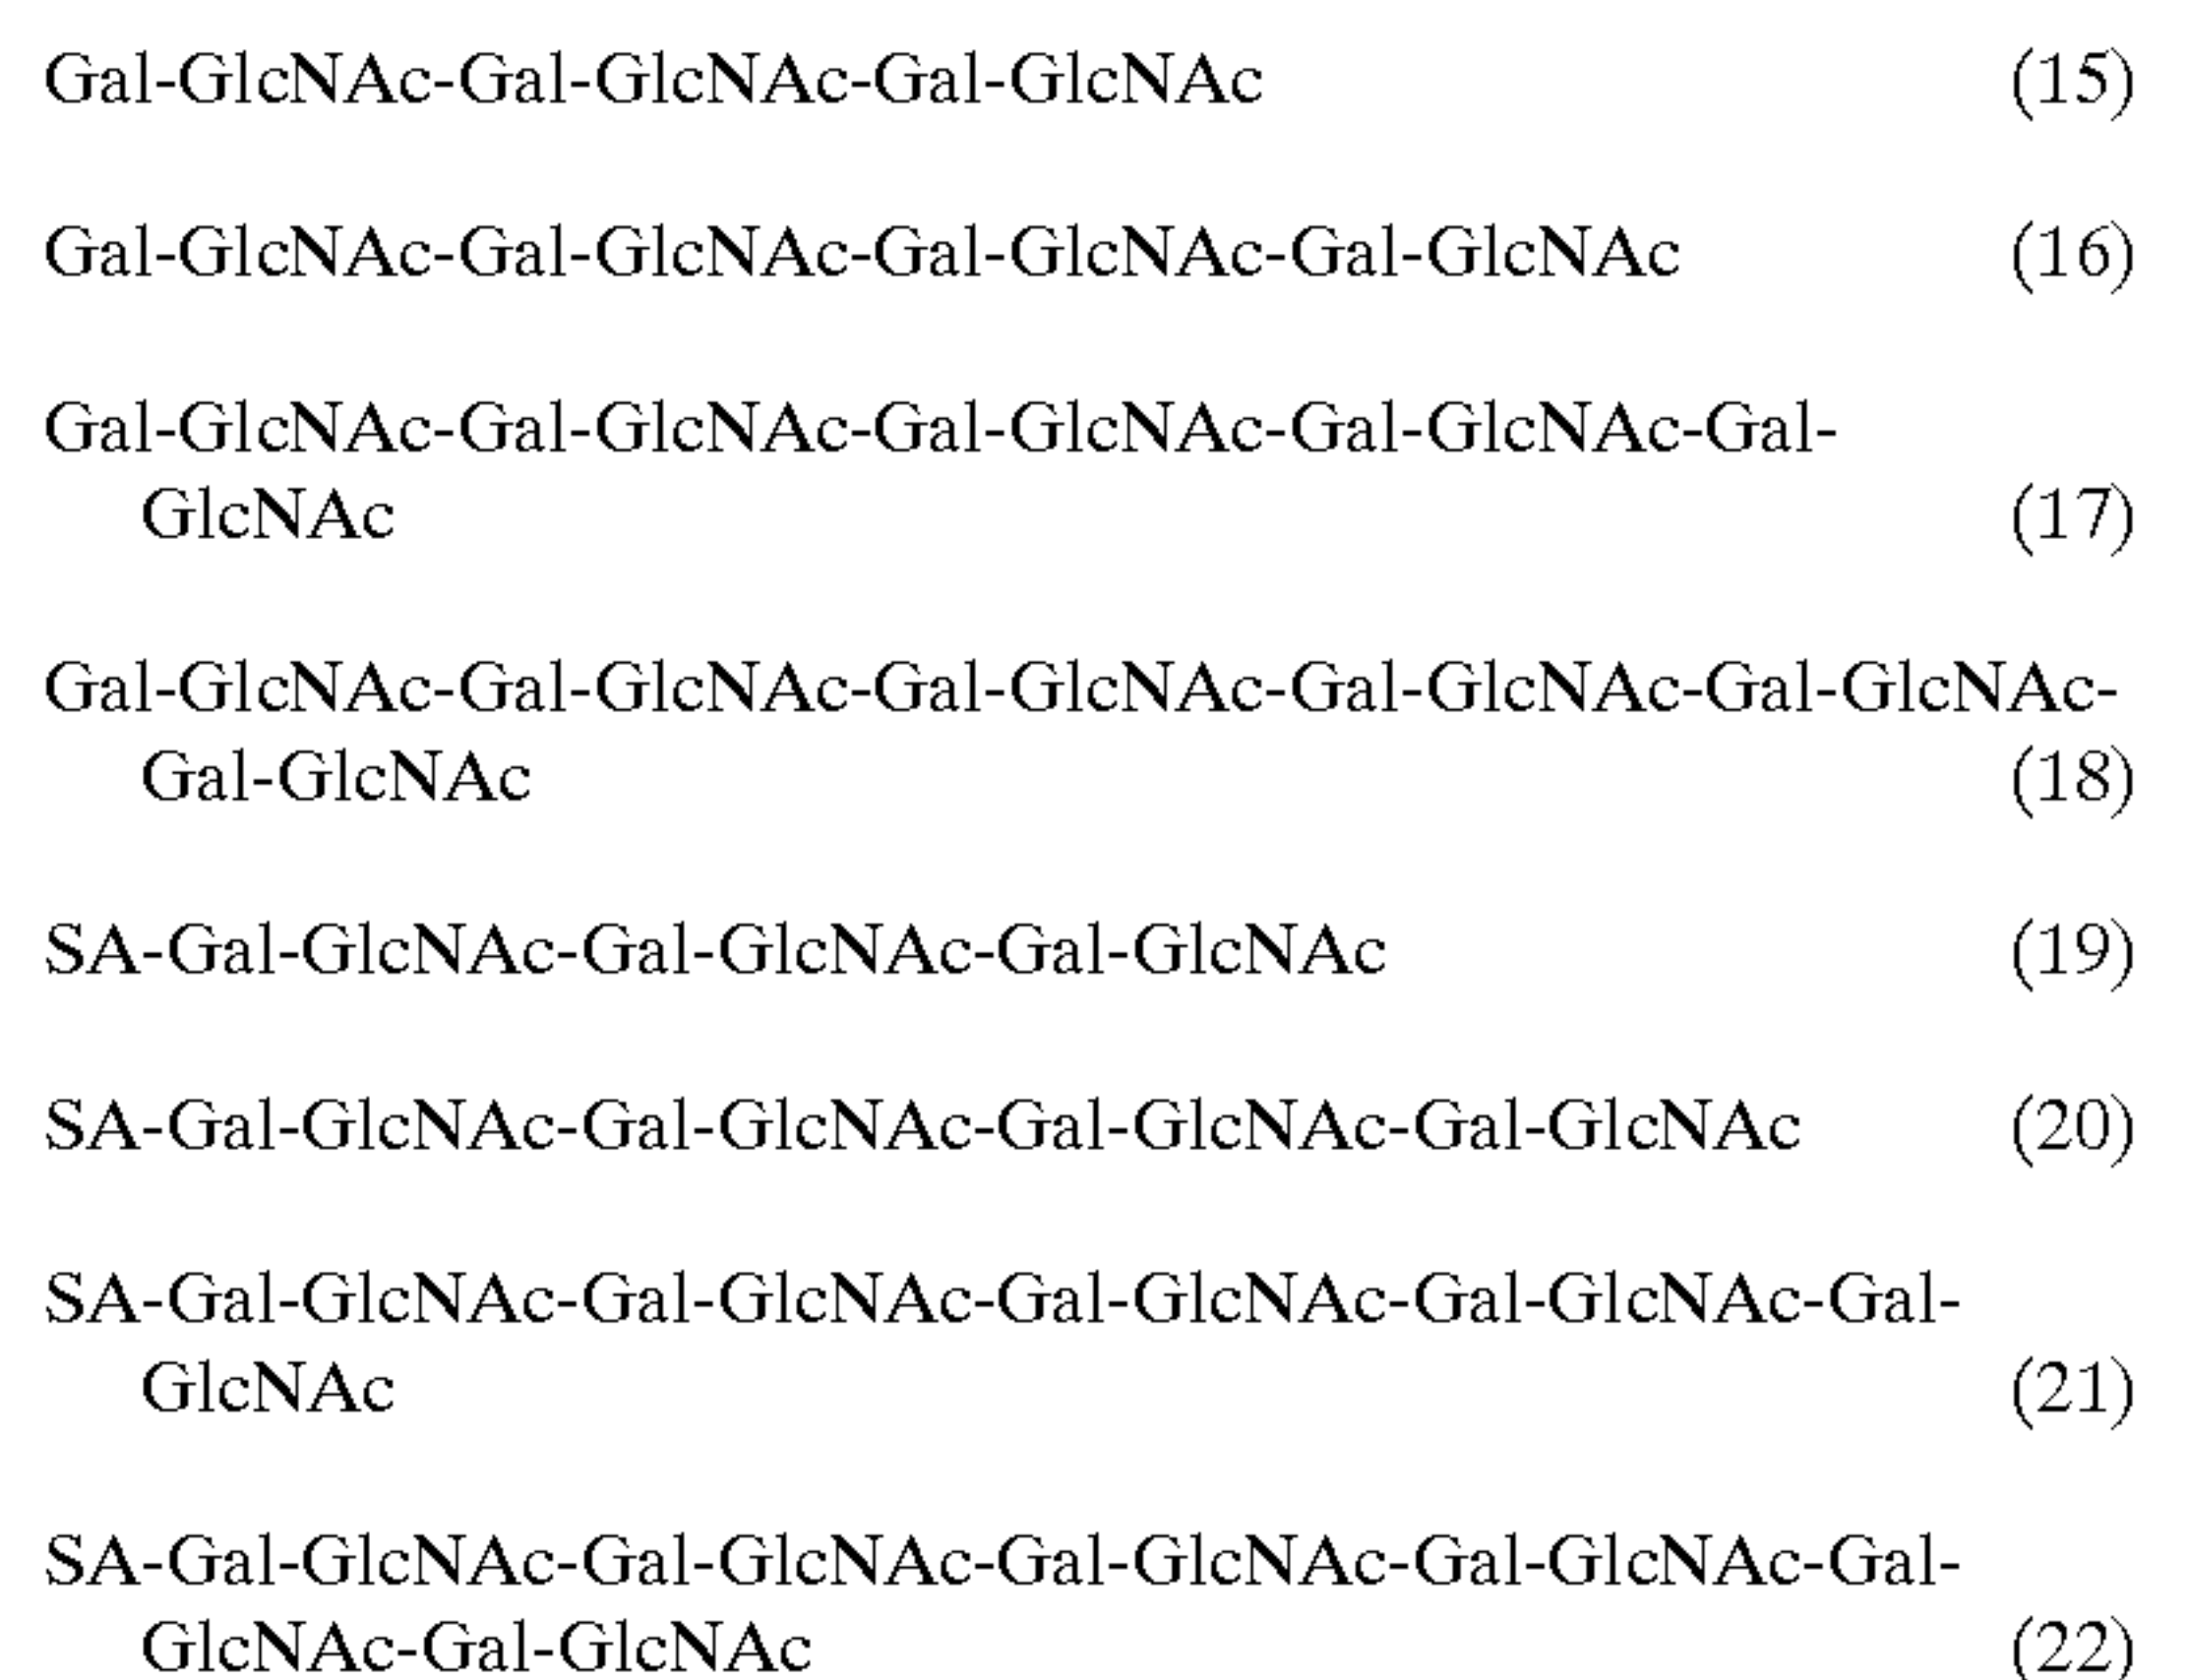 Gal-GlcNAc-Gal-GlcNAc-Gal-GlcNAc (15)
Gal-GlcNAc-Gal-GlcNAc-Gal-GlcNAc-Gal-GlcNAc (16)
Gal-GlcNAc-Gal-GlcNAc-Gal-GlcNAc-Gal-GlcNAc-Gal-
GlcNAc (17)
Gal-GlcNAc-Gal-GlcNAc-Gal-GlcNAc-Gal-GlcNAc-Gal-GlcNAc-
Gal-GlcNAc (18)
SA-Gal-GlcNAc-Gal-GlcNAc-Gal-GlcNAc (19)
SA-Gal-GlcNAc-Gal-GlcNAc-Gal-GlcNAc-Gal-GlcNAc (20)
SA-Gal-GlcNAc-Gal-GlcNAc-Gal-GlcNAc-Gal-GlcNAc-Gal-
GlcNAc (21)
SA-Gal-GlcNAc-Gal-GlcNAc-Gal-GlcNAc-Gal-GlcNAc-Gal-
GlcNAc-Gal-GlcNAc (22)